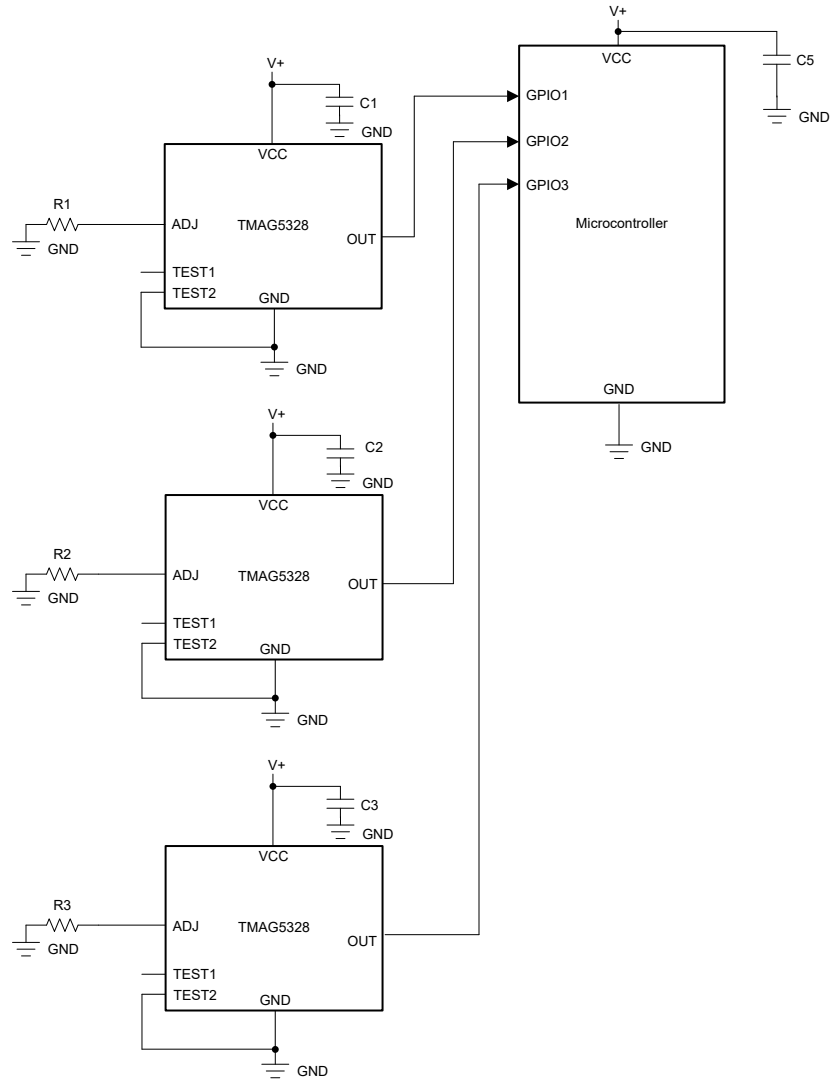 V+
VCC
C5
GND
GPIO1
GPIO2
GPIO3
Microcontroller
GND
GND
V+
C1
GND
VCC
R1
GND
ADJ
TMAG5328
OUT
TEST1
TEST2
GND
GND
V+
C2
GND
VCC
R2
GND
ADJ
TMAG5328
OUT
TEST1
TEST2
GND
GND
V+
C3
GND
VCC
R3
GND
ADJ
TMAG5328
OUT
TEST1
TEST2
GND
GND